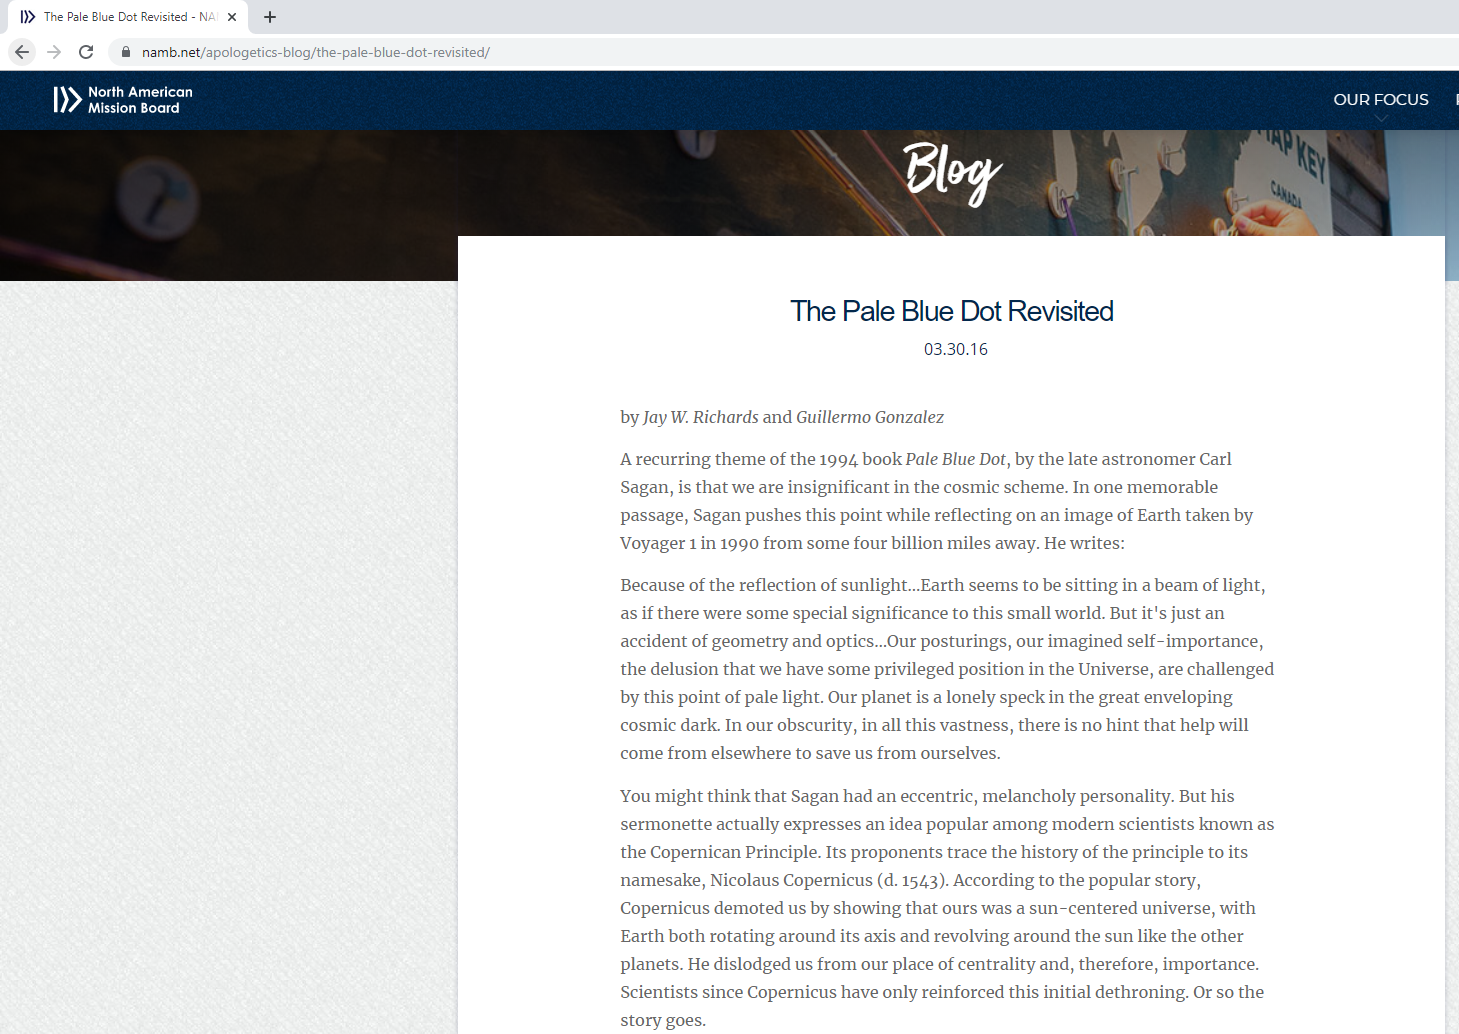 The Pale Blue Dot Revisited - NA
namb.net/apologetics-blog/the-pale-blue-dot-revisited/
North American
Mission Board
OUR FOCUS
Blog
MAP KEY
CANADA
The Pale Blue Dot Revisited
03.30.16
by Jay W. Richards and Guillermo Gonzalez
A recurring theme of the 1994 book Pale Blue Dot, by the late astronomer Carl
Sagan, is that we are insignificant in the cosmic scheme. In one memorable
passage, Sagan pushes this point while reflecting on an image of Earth taken by
Voyager 1 in 1990 from some four billion miles away. He writes:
Because of the reflection of sunlight...Earth seems to be sitting in a beam of light,
as if there were some special significance to this small world. But it's just an
accident of geometry and optics...Our posturings, our imagined self-importance,
the delusion that we have some privileged position in the Universe, are challenged
by this point of pale light. Our planet is a lonely speck in the great enveloping
cosmic dark. In our obscurity, in all this vastness, there is no hint that help will
come from elsewhere to save us from ourselves.
You might think that Sagan had an eccentric, melancholy personality. But his
sermonette actually expresses an idea popular among modern scientists known as
the Copernican Principle. Its proponents trace the history of the principle to its
namesake, Nicolaus Copernicus (d. 1543). According to the popular story,
Copernicus demoted us by showing that ours was a sun-centered universe, with
Earth both rotating around its axis and revolving around the sun like the other
planets. He dislodged us from our place of centrality and, therefore, importance.
Scientists since Copernicus have only reinforced this initial dethroning. Or so the
story goes.